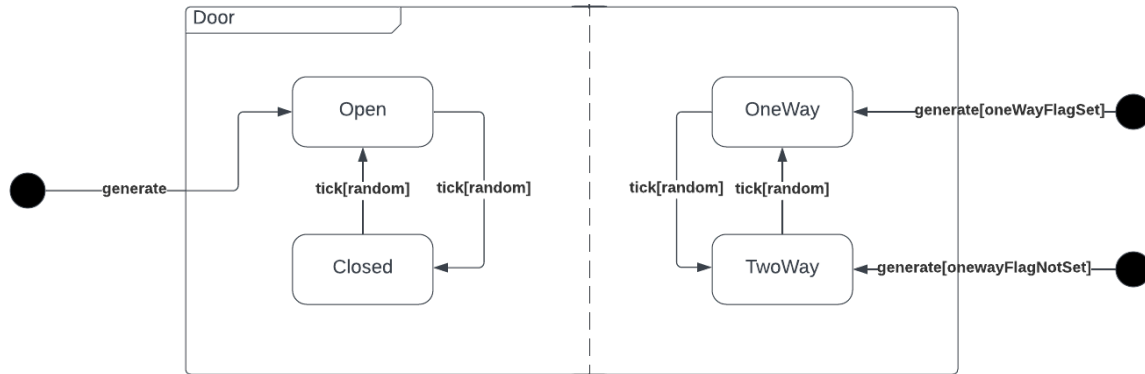 Door
Open
OneWay
generate[oneWayFlagSet]
generate
tick[random]
tick[random]
tick[random]
tick[random]
Closed
TwoWay
generate[onewayFlagNotSet]